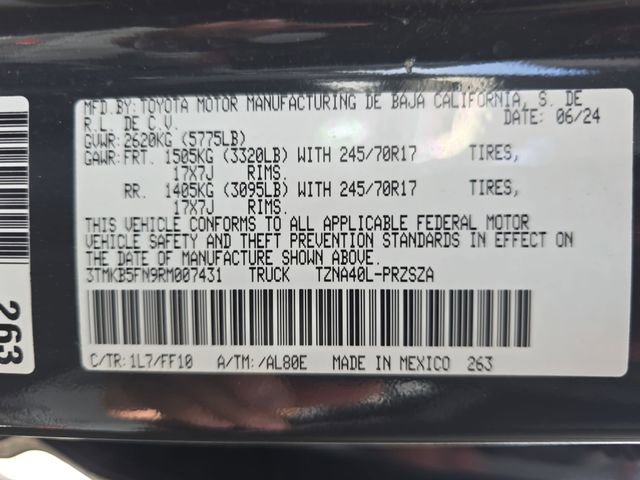 MFD. BY: TOYOTA MOTOR MANUFACTURING DE BAJA CALIFORNIA, S. DE
R.L. DE C.V. DATE: 06/24
GVWR: 2620KG (5775LB)
GAWR: FRT. 1505KG (3320LB) WITH 245/70R17 TIRES,
17X7J RIMS.
RR. 1405KG (3095LB) WITH 245/70R17 TIRES,
17X7J RIMS.
THIS VEHICLE CONFORMS TO ALL APPLICABLE FEDERAL MOTOR
VEHICLE SAFETY AND THEFT PREVENTION STANDARDS IN EFFECT ON
THE DATE OF MANUFACTURE SHOWN ABOVE.
3TMKB5FN9RM007431 TRUCK TZNA40L-PRZSZA
C/TR: 1L7/FF10 A/TM: /AL80E MADE IN MEXICO 263
263